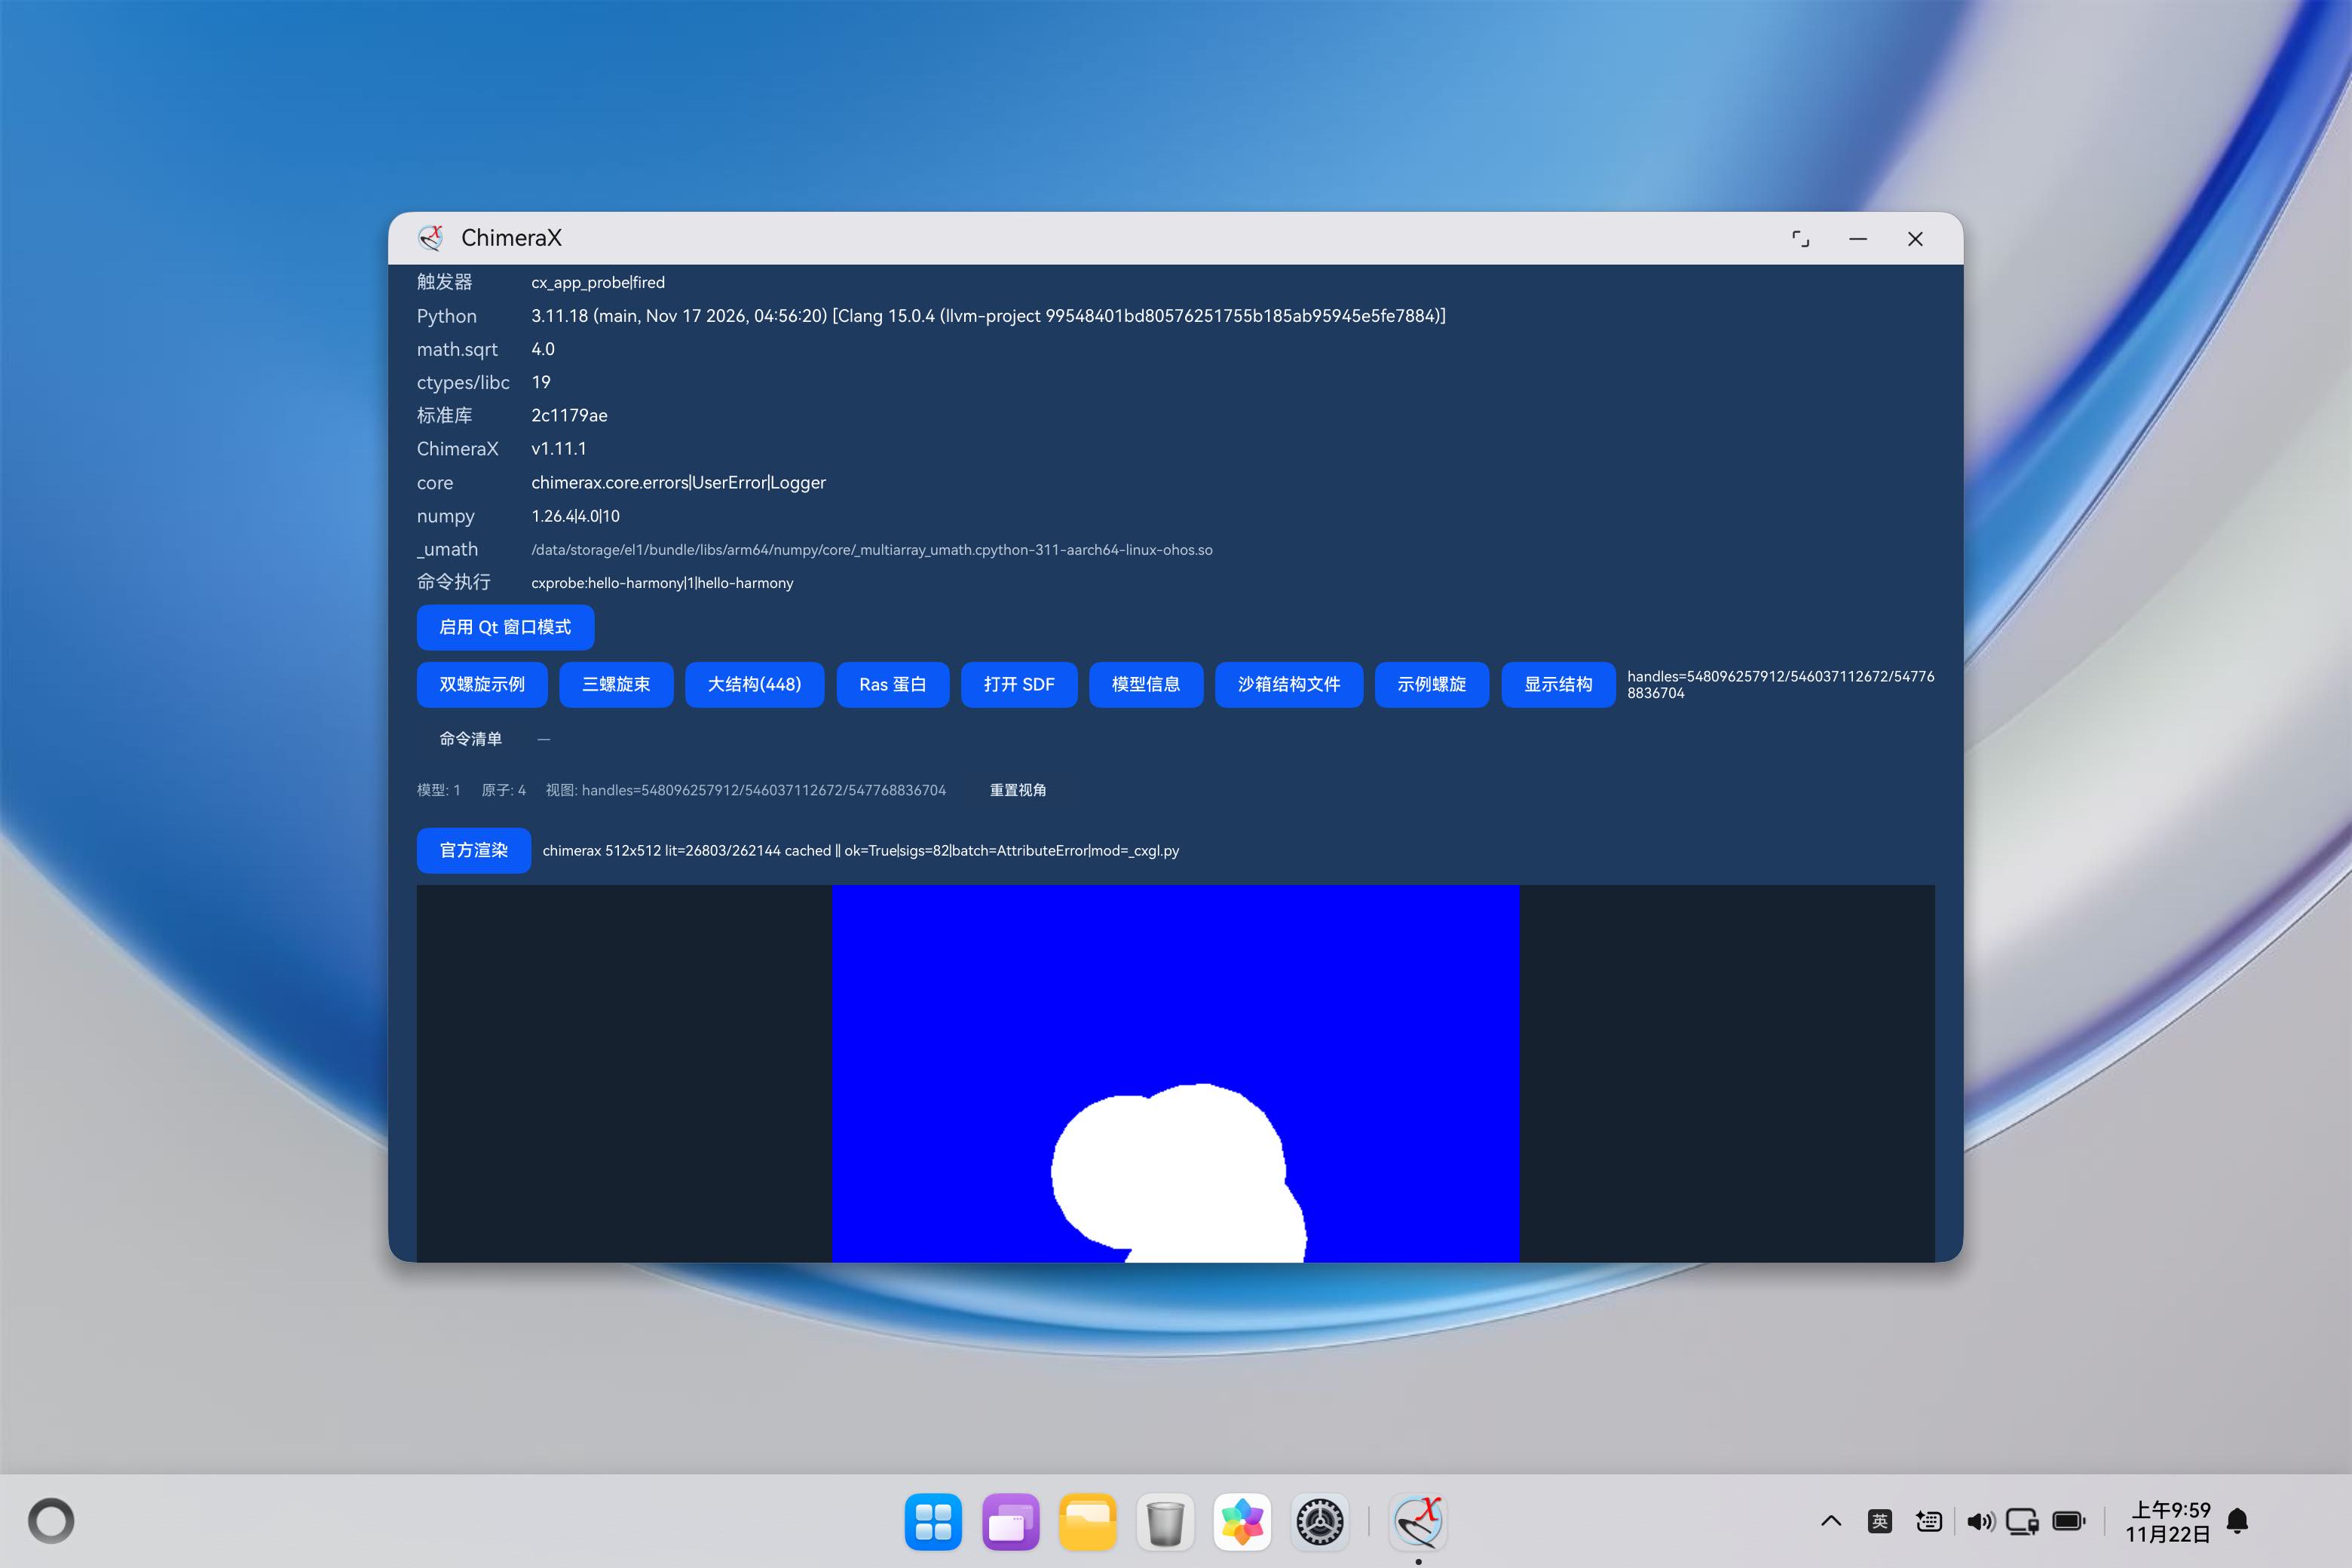 ChimeraX
触发器 cx_app_probe|fired
Python 3.11.18 (main, Nov 17 2026, 04:56:20) [Clang 15.0.4 (llvm-project 99548401bd80576251755b185ab95945e5fe7884)]
math.sqrt 4.0
ctypes/libc 19
标准库 2c1179ae
ChimeraX v1.11.1
core chimerax.core.errors|UserError|Logger
numpy 1.26.4|4.0|10
_umath /data/storage/el1/bundle/libs/arm64/numpy/core/_multiarray_umath.cpython-311-aarch64-linux-ohos.so
命令执行 cxprobe:hello-harmony|1|hello-harmony
启用 Qt 窗口模式
双螺旋示例 三螺旋束 大结构(448) Ras 蛋白 打开 SDF 模型信息 沙箱结构文件 示例螺旋 显示结构 handles=548096257912/546037112672/54776
8836704
命令清单 —
模型: 1 原子: 4 视图: handles=548096257912/546037112672/547768836704 重置视角
官方渲染 chimerax 512x512 lit=26803/262144 cached || ok=True|sigs=82|batch=AttributeError|mod=_cxgl.py
英
上午9:59
11月22日